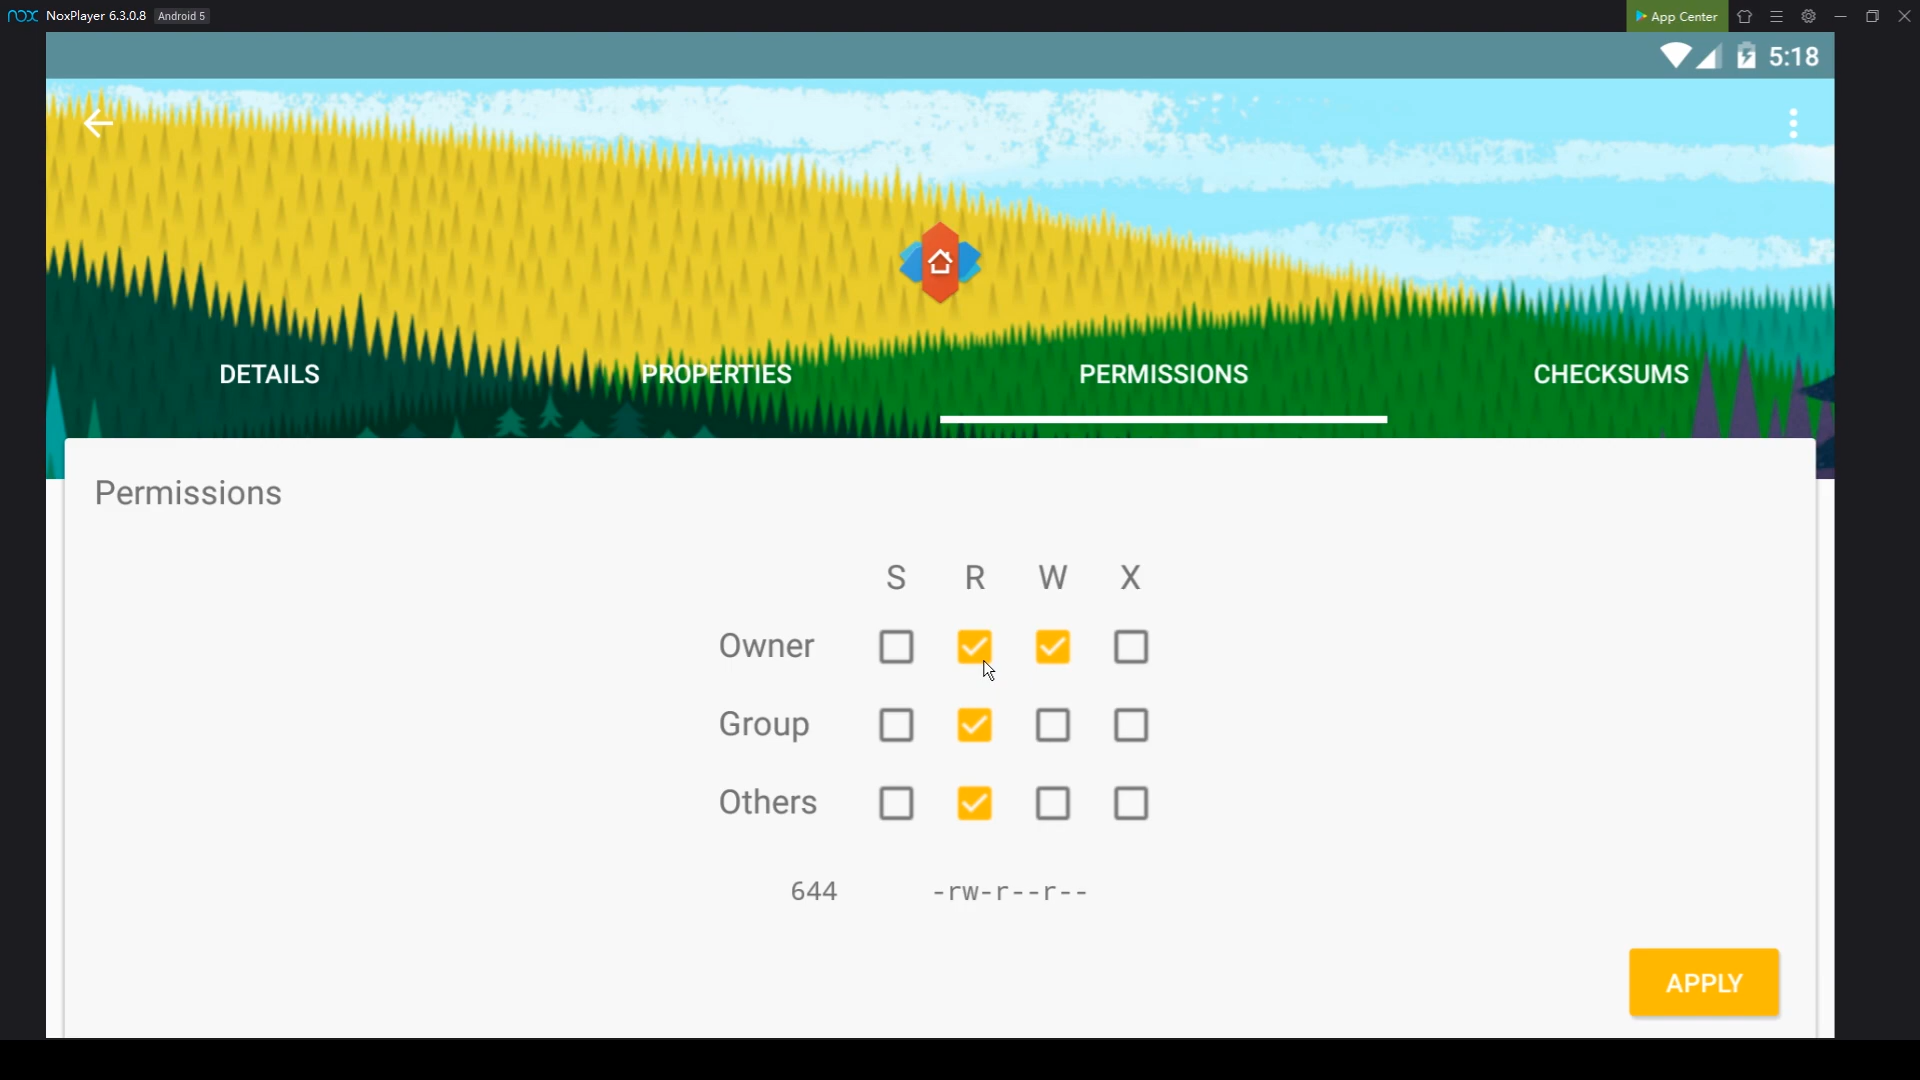 nox NoxPlayer 6.3.0.8 Android 5 App Center
5:18
DETAILS PROPERTIES PERMISSIONS CHECKSUMS
Permissions
S R W X
Owner
Group
Others
644 -rw-r--r--
APPLY